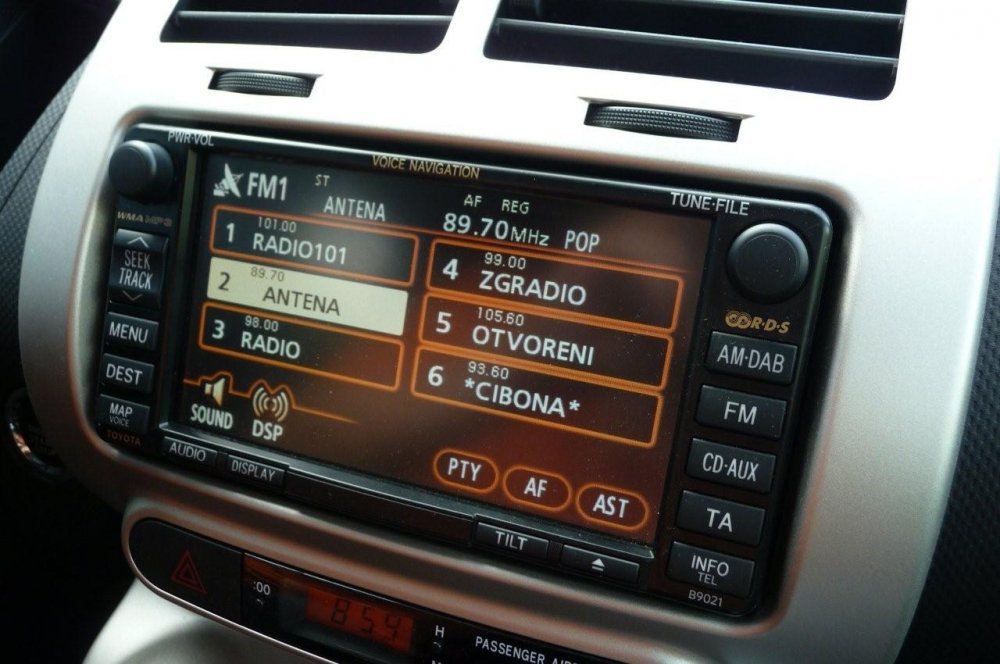 PWR·VOL
VOICE NAVIGATION
TUNE·FILE
FM1
ST
ANTENA
AF REG
89.70MHz
POP
WMA MP3
SEEK
TRACK
MENU
DEST
MAP
VOICE
TOYOTA
1 101.00
RADIO101
2 89.70
ANTENA
3 98.00
RADIO
4 99.00
ZGRADIO
5 105.60
OTVORENI
6 93.60
*CIBONA*
SOUND
DSP
PTY
AF
AST
R·D·S
AM·DAB
FM
CD·AUX
TA
INFO
TEL
B9021
AUDIO
DISPLAY
TILT
:00
8:54
H
PASSENGER